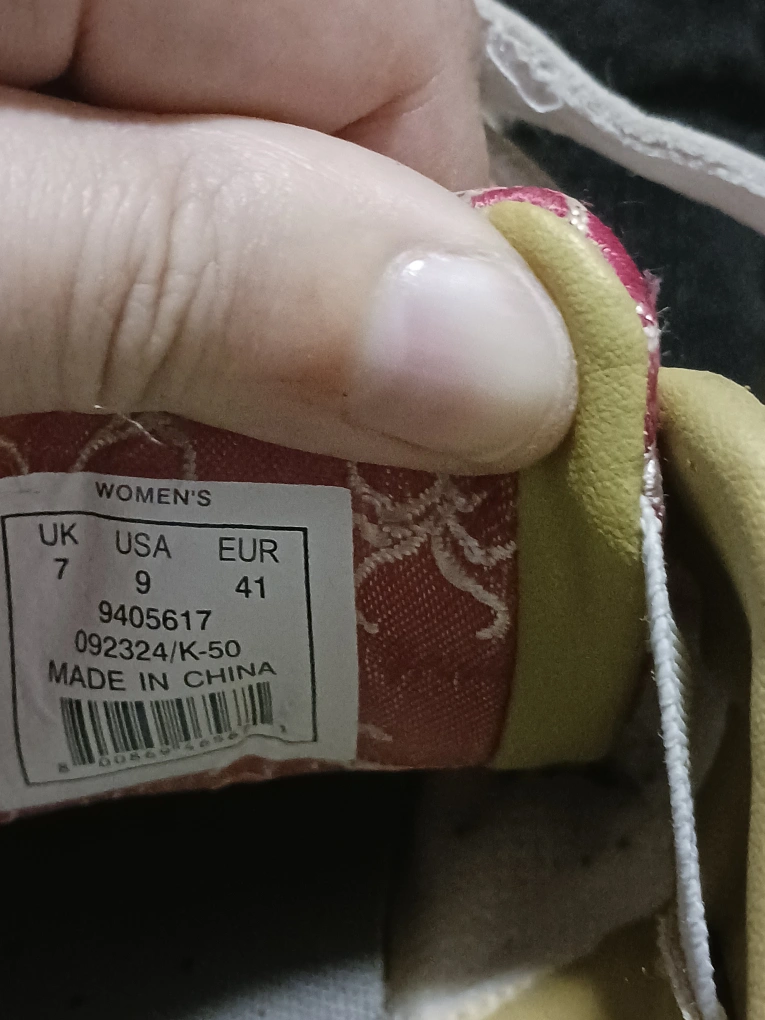 WOMEN'S
UK USA EUR
7 9 41
9405617
092324/K-50
MADE IN CHINA